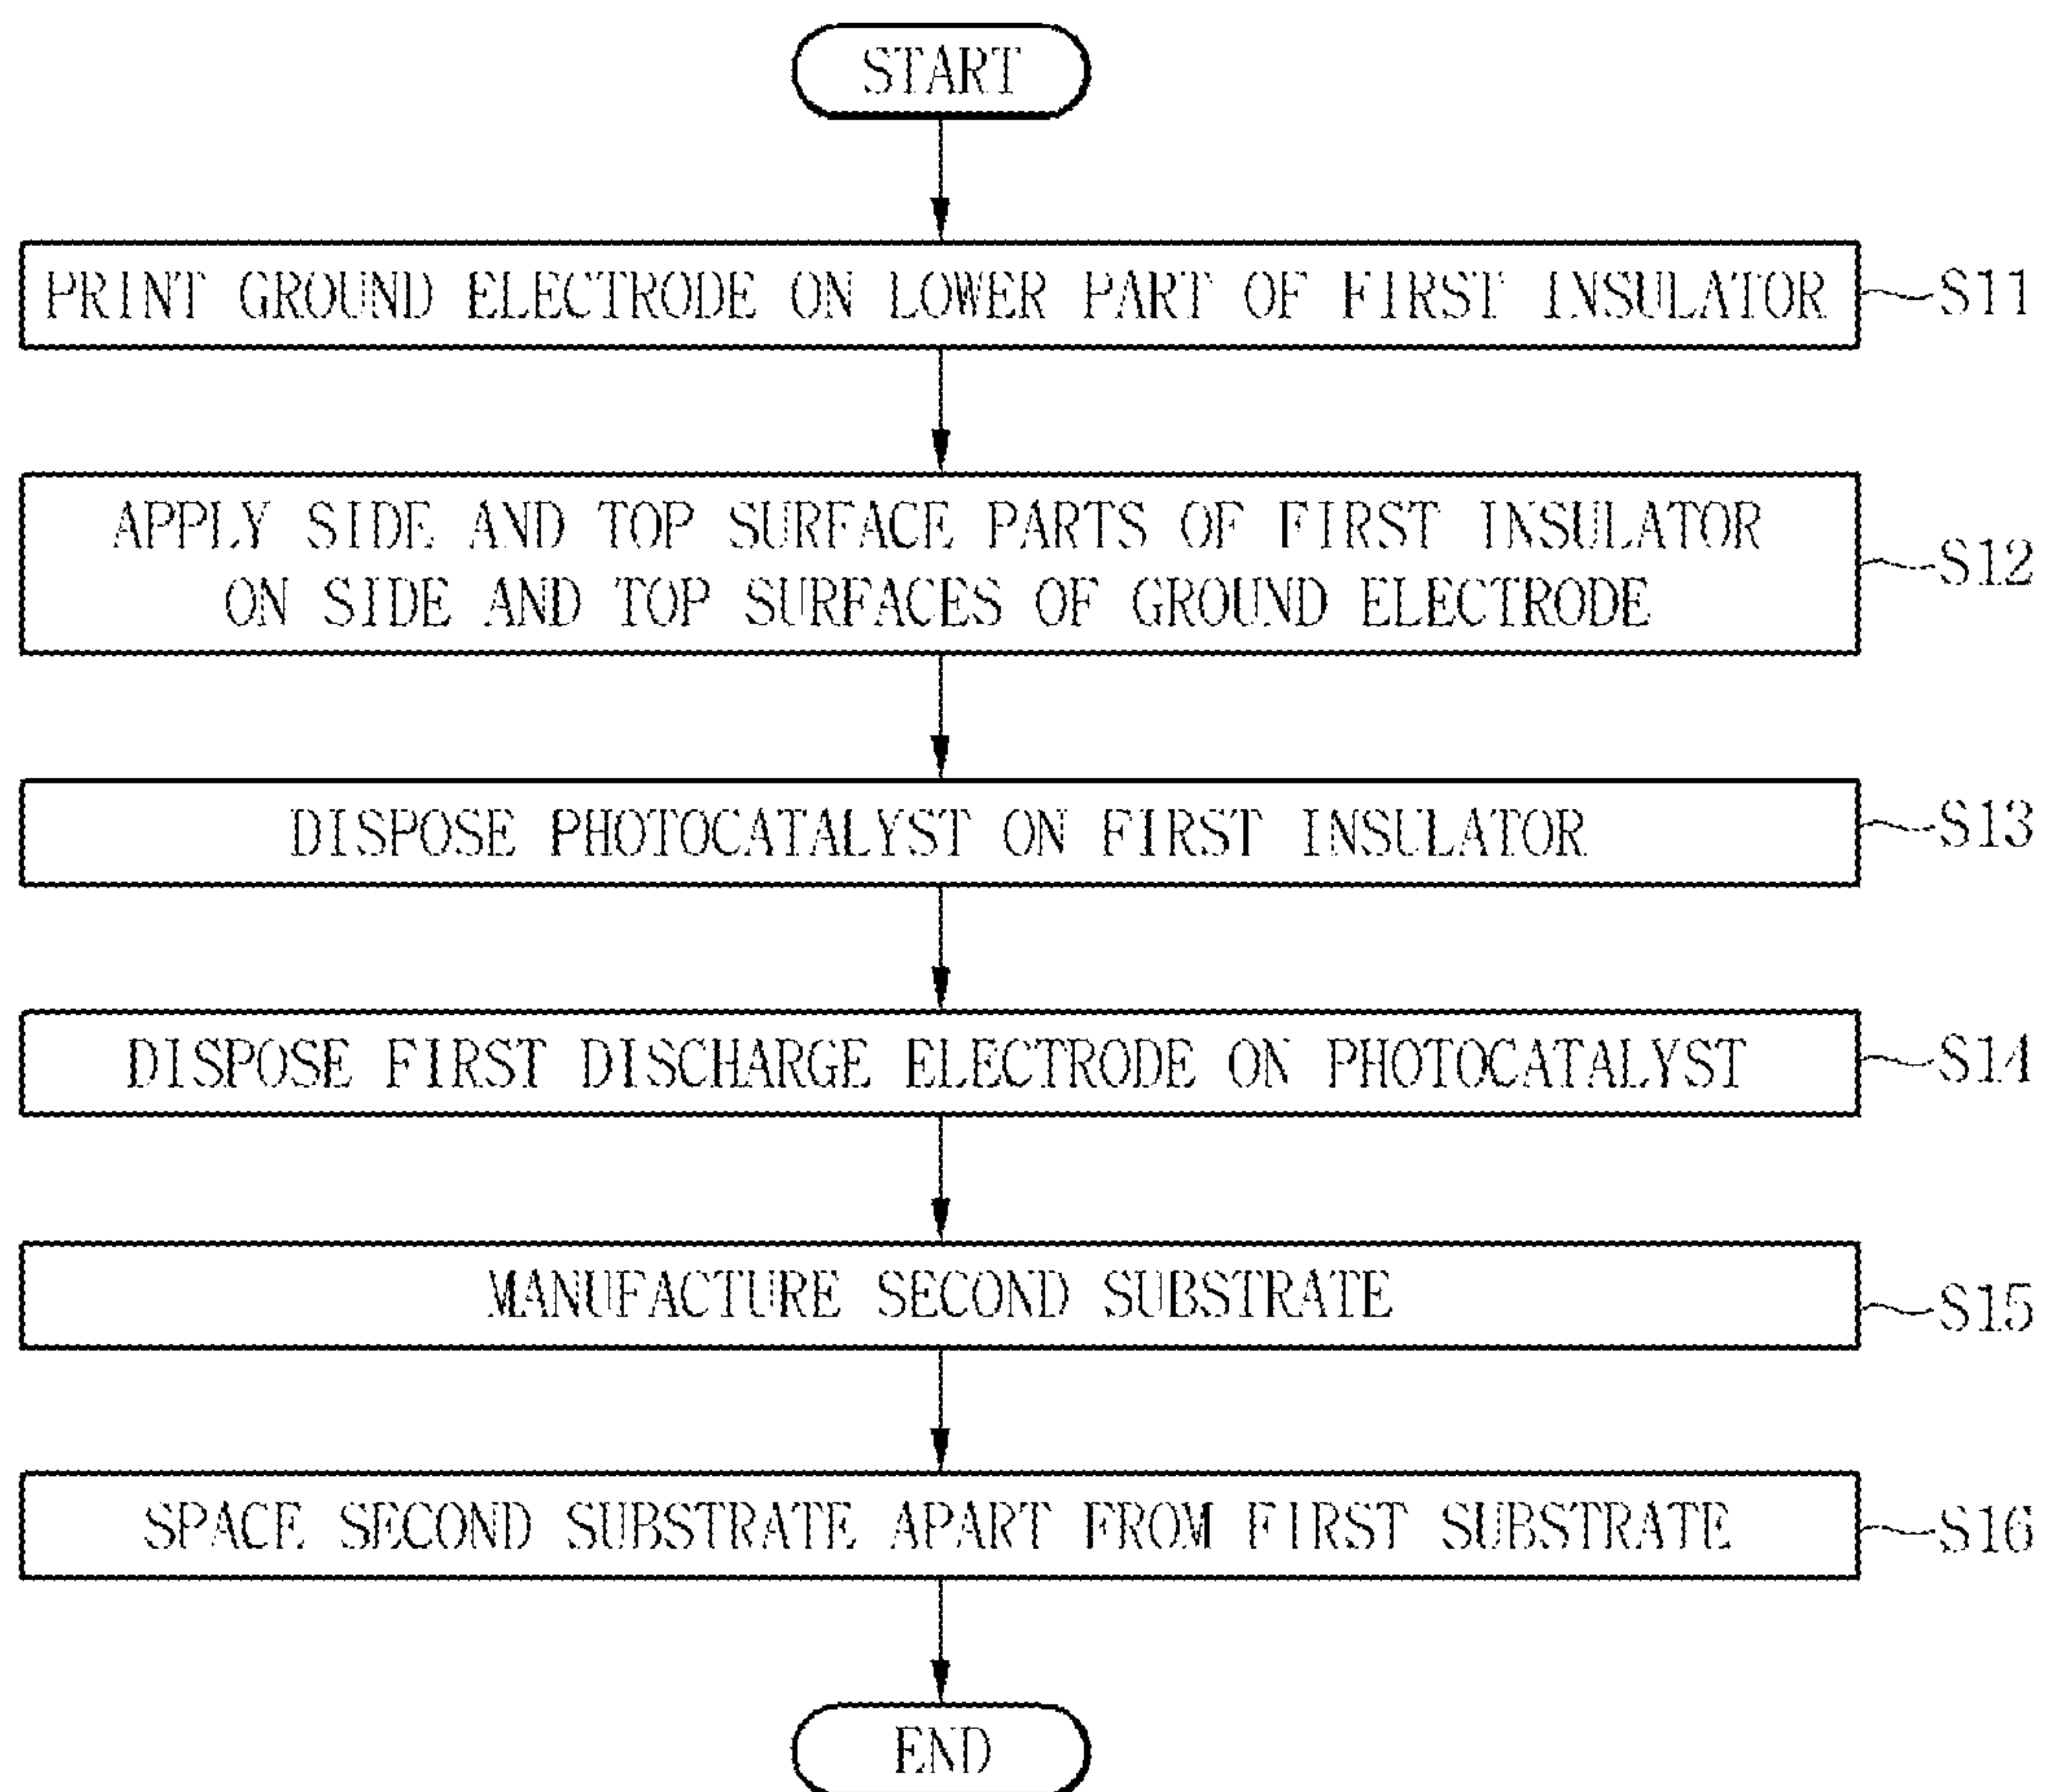 START
PRINT GROUND ELECTRODE ON LOWER PART OF FIRST INSULATOR
S11
APPLY SIDE AND TOP SURFACE PARTS OF FIRST INSULATOR
ON SIDE AND TOP SURFACES OF GROUND ELECTRODE
S12
DISPOSE PHOTOCATALYST ON FIRST INSULATOR
S13
DISPOSE FIRST DISCHARGE ELECTRODE ON PHOTOCATALYST
S14
MANUFACTURE SECOND SUBSTRATE
S15
SPACE SECOND SUBSTRATE APART FROM FIRST SUBSTRATE
S16
END